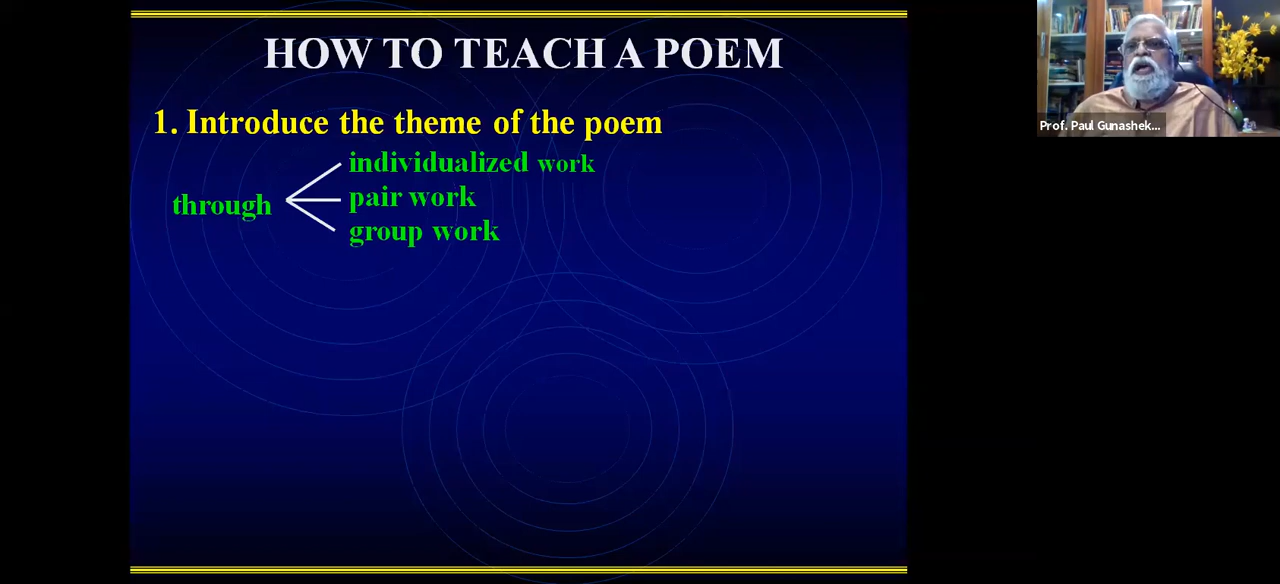 HOW TO TEACH A POEM
1. Introduce the theme of the poem
individualized work
through
pair work
group work
Prof. Paul Gunashek...